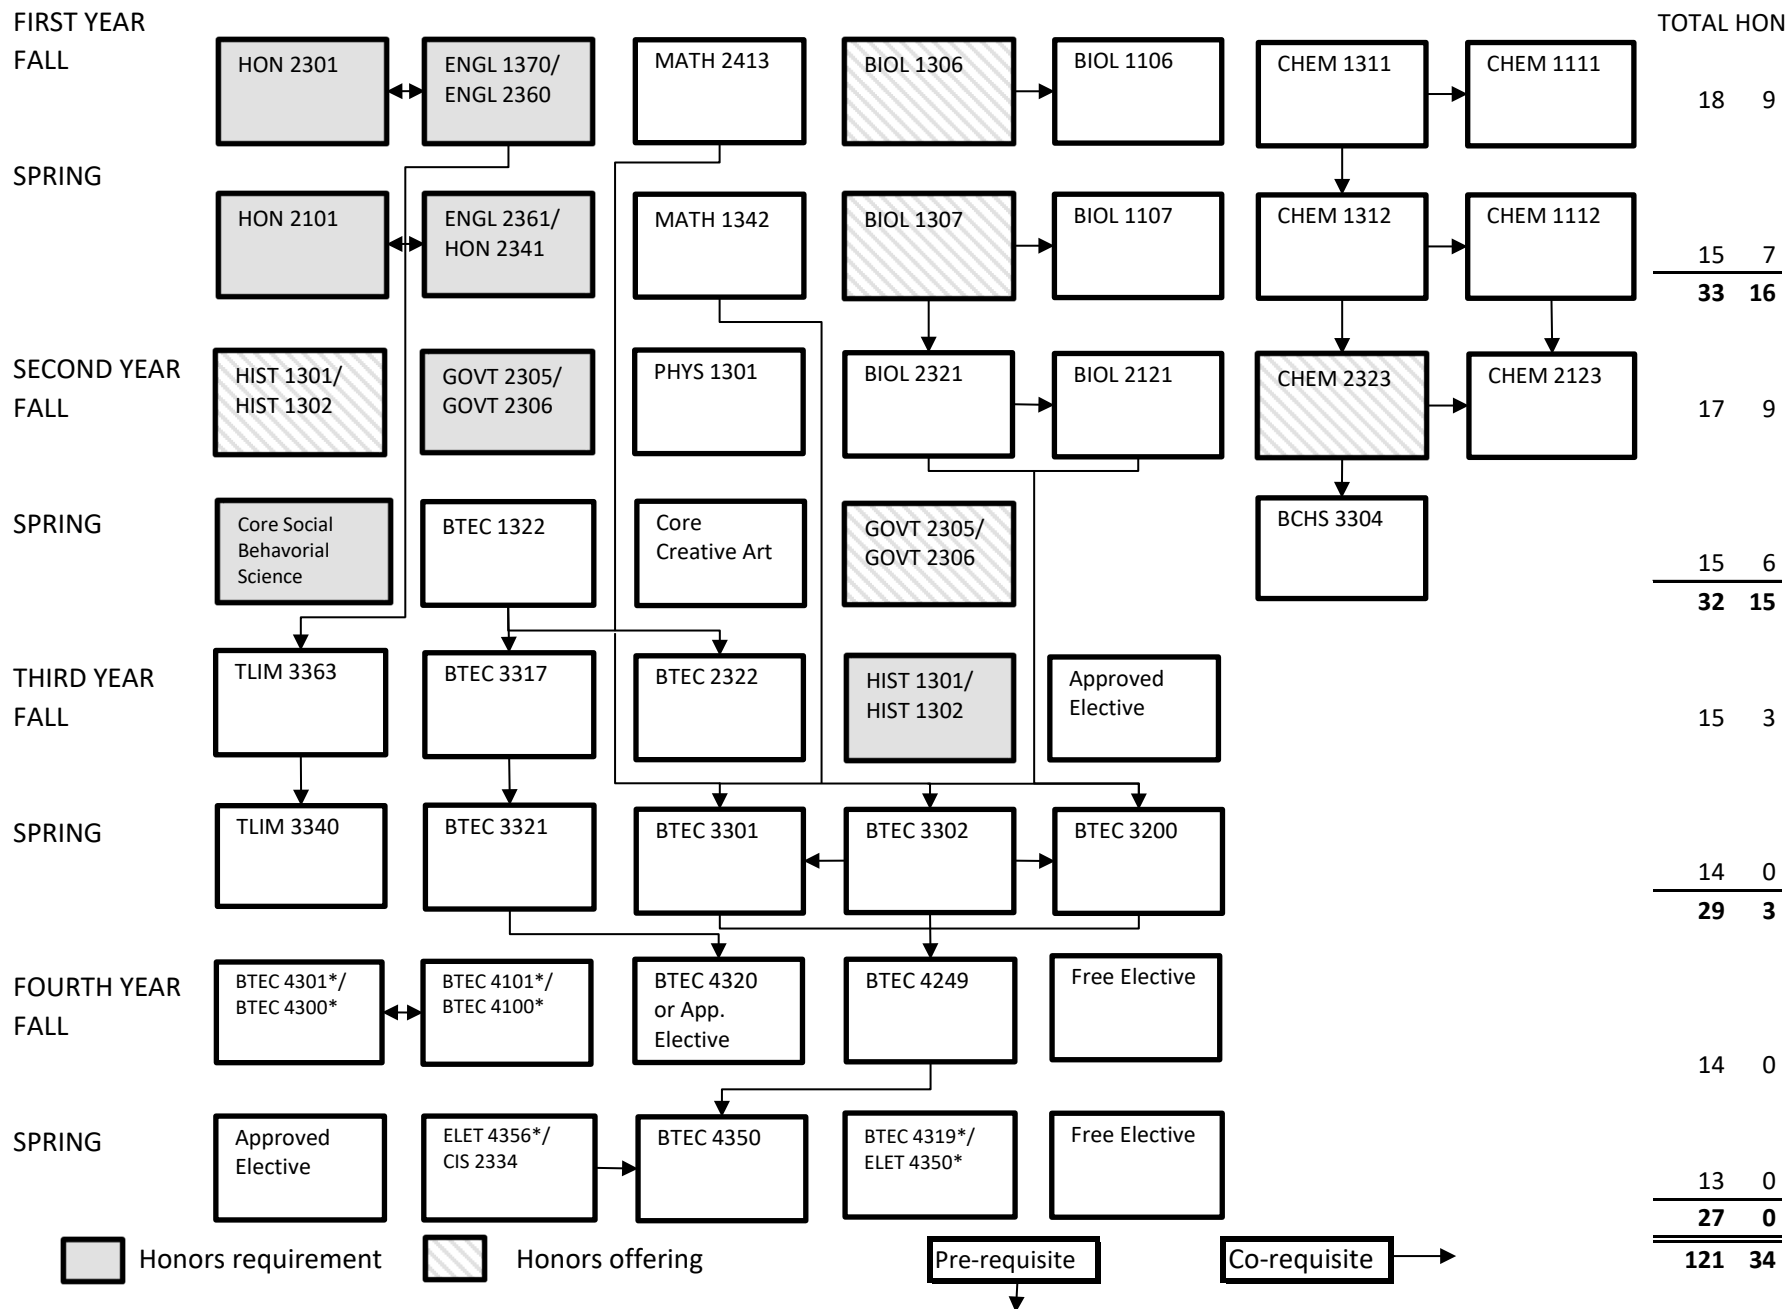 FIRST YEAR
FALL
TOTAL HON
HON 2301
ENGL 1370/
ENGL 2360
MATH 2413
BIOL 1306
BIOL 1106
CHEM 1311
CHEM 1111
18 9
SPRING
HON 2101
ENGL 2361/
HON 2341
MATH 1342
BIOL 1307
BIOL 1107
CHEM 1312
CHEM 1112
15 7
33 16
SECOND YEAR
FALL
HIST 1301/
HIST 1302
GOVT 2305/
GOVT 2306
PHYS 1301
BIOL 2321
BIOL 2121
CHEM 2323
CHEM 2123
17 9
SPRING
Core Social
Behavorial
Science
BTEC 1322
Core
Creative Art
GOVT 2305/
GOVT 2306
BCHS 3304
15 6
32 15
THIRD YEAR
FALL
TLIM 3363
BTEC 3317
BTEC 2322
HIST 1301/
HIST 1302
Approved
Elective
15 3
SPRING
TLIM 3340
BTEC 3321
BTEC 3301
BTEC 3302
BTEC 3200
14 0
29 3
FOURTH YEAR
FALL
BTEC 4301*/
BTEC 4300*
BTEC 4101*/
BTEC 4100*
BTEC 4320
or App.
Elective
BTEC 4249
Free Elective
14 0
SPRING
Approved
Elective
ELET 4356*/
CIS 2334
BTEC 4350
BTEC 4319*/
ELET 4350*
Free Elective
13 0
27 0
121 34
Honors requirement
Honors offering
Pre-requisite
Co-requisite